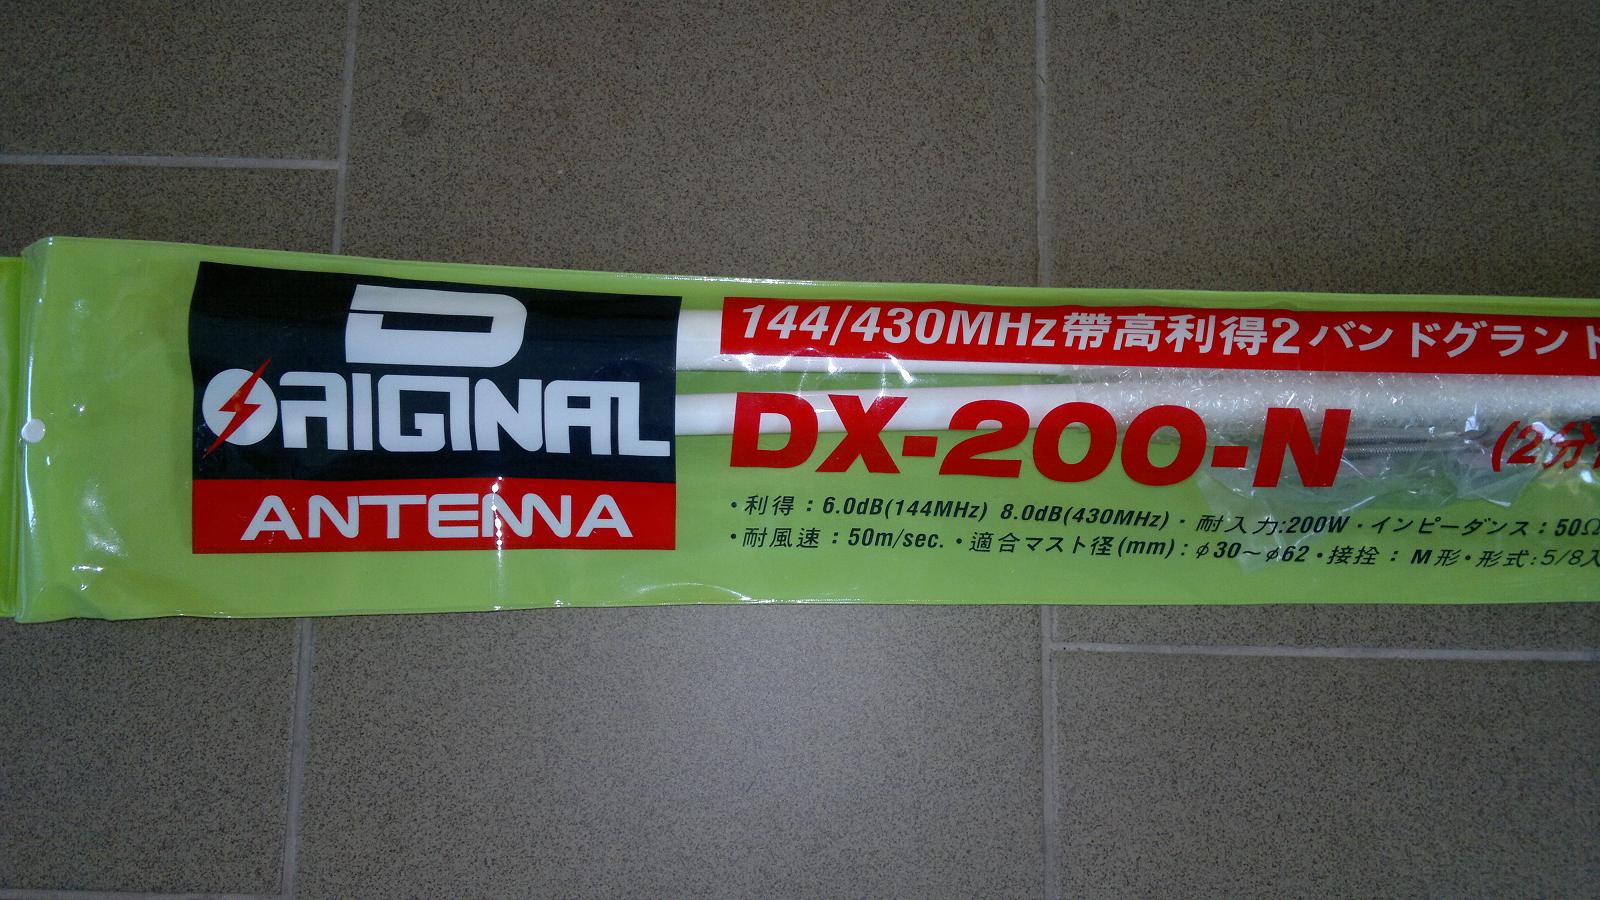 D
ORIGINAL
ANTENNA
144/430MHz帯高利得2バンドグランド
DX-200-N (2分
・利得：6.0dB(144MHz) 8.0dB(430MHz)・耐入力:200W・インピーダンス：50Ω
・耐風速：50m/sec.・適合マスト径(mm)：φ30～φ62・接拴：M形・形式:5/8